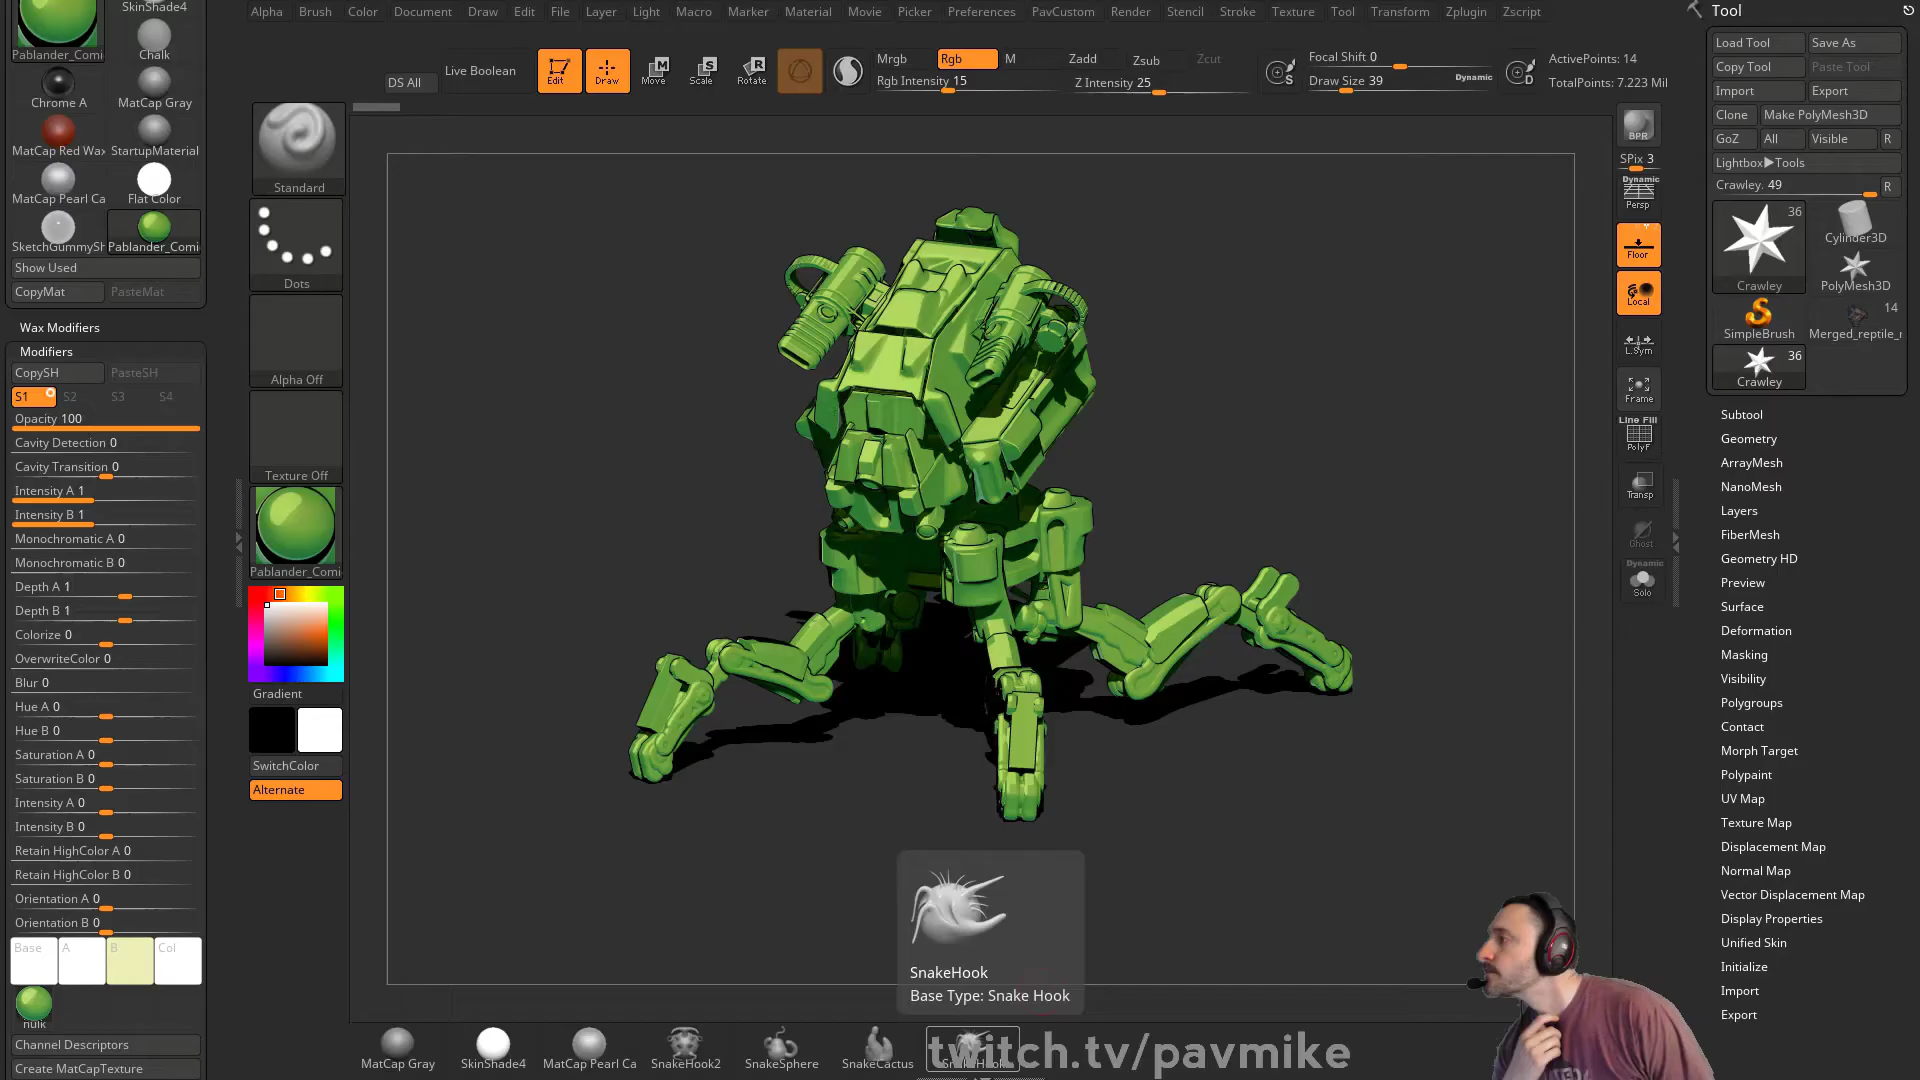 Alpha Brush Color Document Draw Edit File Layer Light Macro Marker Material Movie Picker Preferences PavCustom Render Stencil Stroke Texture Tool Transform Zplugin Zscript
SkinShade4
Pablander_Comi
Chalk
Chrome A
MatCap Gray
MatCap Red Wax
StartupMaterial
MatCap Pearl Ca
Flat Color
SketchGummySh
Pablander_Comi
Show Used
CopyMat
PasteMat
Wax Modifiers
Modifiers
CopySH
PasteSH
S1 S2 S3 S4
Opacity 100
Cavity Detection 0
Cavity Transition 0
Intensity A 1
Intensity B 1
Monochromatic A 0
Monochromatic B 0
Depth A 1
Depth B 1
Colorize 0
OverwriteColor 0
Blur 0
Hue A 0
Hue B 0
Saturation A 0
Saturation B 0
Intensity A 0
Intensity B 0
Retain HighColor A 0
Retain HighColor B 0
Orientation A 0
Orientation B 0
Base A B Col
hulk
Channel Descriptors
Create MatCapTexture
DS All
Live Boolean
Edit
Draw
Move
Scale
Rotate
Mrgb
Rgb
M
Rgb Intensity 15
Zadd
Zsub
Zcut
Z Intensity 25
Focal Shift 0
Draw Size 39
Dynamic
ActivePoints: 14
TotalPoints: 7.223 Mil
Standard
Dots
Alpha Off
Texture Off
Pablander_Comi
Gradient
SwitchColor
Alternate
SnakeHook
Base Type: Snake Hook
MatCap Gray
SkinShade4
MatCap Pearl Ca
SnakeHook2
SnakeSphere
SnakeCactus
twitch.tv/pavmike
BPR
SPix 3
Dynamic
Persp
Floor
Local
L.Sym
Frame
Line Fill
PolyF
Transp
Ghost
Dynamic
Solo
Tool
Load Tool
Save As
Copy Tool
Paste Tool
Import
Export
Clone
Make PolyMesh3D
GoZ
All
Visible
R
Lightbox▶Tools
Crawley. 49
R
36
Crawley
Cylinder3D
PolyMesh3D
SimpleBrush
14
Merged_reptile_r
36
Crawley
Subtool
Geometry
ArrayMesh
NanoMesh
Layers
FiberMesh
Geometry HD
Preview
Surface
Deformation
Masking
Visibility
Polygroups
Contact
Morph Target
Polypaint
UV Map
Texture Map
Displacement Map
Normal Map
Vector Displacement Map
Display Properties
Unified Skin
Initialize
Import
Export